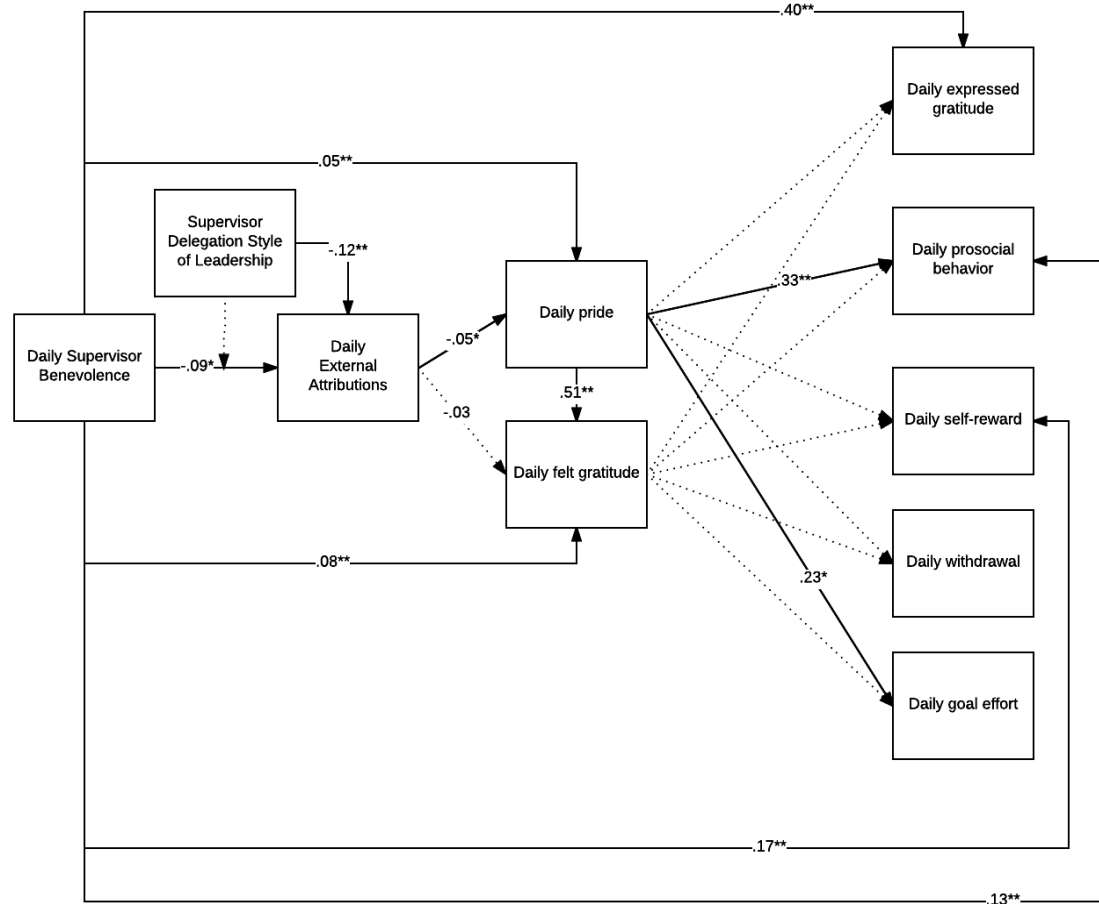 .40**
Daily expressed
gratitude
.05**
Supervisor
Delegation Style
of Leadership
-.12**
Daily prosocial
behavior
.33**
Daily pride
Daily Supervisor
Benevolence
-.09*
Daily
External
Attributions
-.05*
.51**
-.03
Daily self-reward
Daily felt gratitude
.08**
Daily withdrawal
.23*
Daily goal effort
.17**
.13**